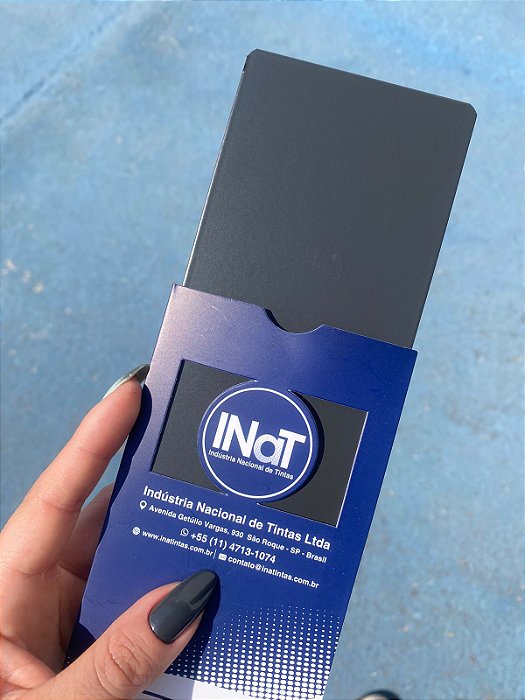 INaT
Indústria Nacional de Tintas
Indústria Nacional de Tintas Ltda
Avenida Getúlio Vargas, 930 São Roque - SP - Brasil
+55 (11) 4713-1074
www.inatintas.com.br | contato@inatintas.com.br